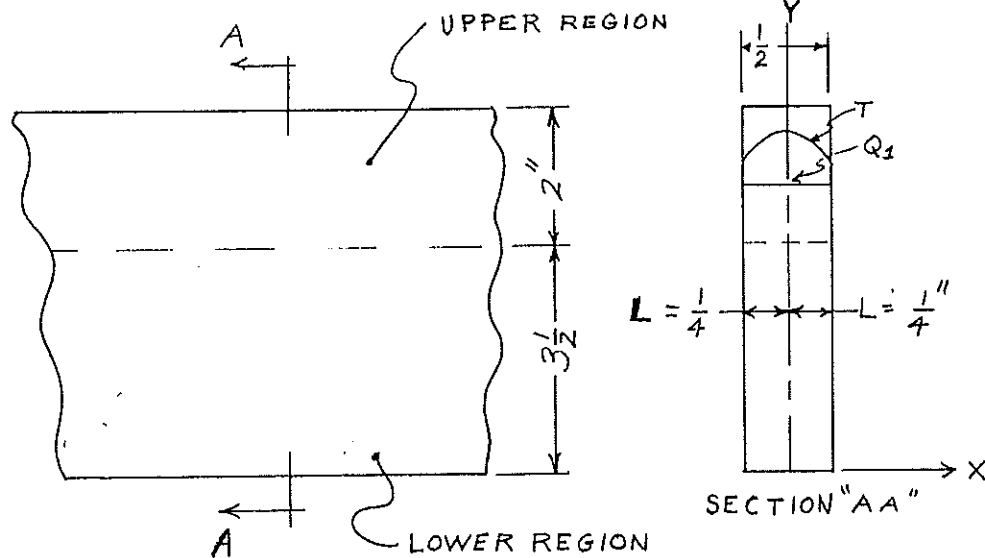 UPPER REGION
A
2"
3 1/2
A
LOWER REGION
Y
1/2
T
Q1
S
L = 1/4
L = 1/4"
X
SECTION "AA"